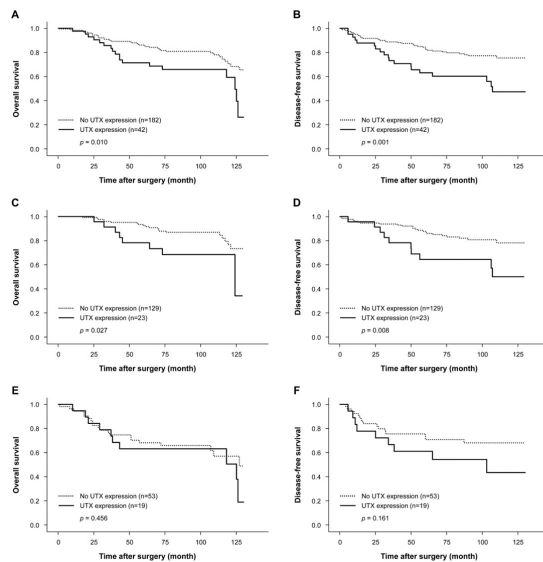 A
Overall survival
1.0
0.8
0.6
0.4
0.2
0.0
No UTX expression (n=182)
UTX expression (n=42)
p = 0.010
0 25 50 75 100 125
Time after surgery (month)
B
Disease-free survival
1.0
0.8
0.6
0.4
0.2
0.0
No UTX expression (n=182)
UTX expression (n=42)
p = 0.001
0 25 50 75 100 125
Time after surgery (month)
C
Overall survival
1.0
0.8
0.6
0.4
0.2
0.0
No UTX expression (n=129)
UTX expression (n=23)
p = 0.027
0 25 50 75 100 125
Time after surgery (month)
D
Disease-free survival
1.0
0.8
0.6
0.4
0.2
0.0
No UTX expression (n=129)
UTX expression (n=23)
p = 0.008
0 25 50 75 100 125
Time after surgery (month)
E
Overall survival
1.0
0.8
0.6
0.4
0.2
0.0
No UTX expression (n=53)
UTX expression (n=19)
p = 0.456
0 25 50 75 100 125
Time after surgery (month)
F
Disease-free survival
1.0
0.8
0.6
0.4
0.2
0.0
No UTX expression (n=53)
UTX expression (n=19)
p = 0.161
0 25 50 75 100 125
Time after surgery (month)